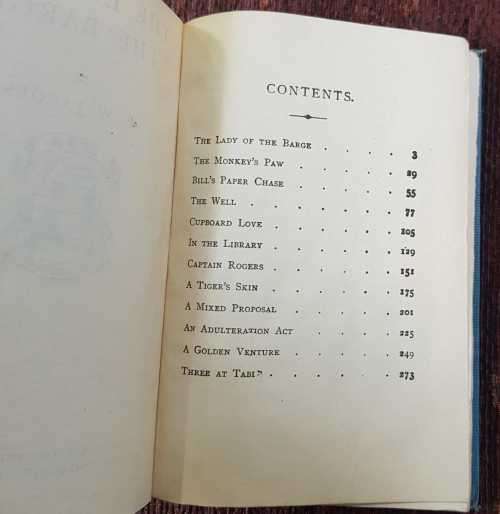 CONTENTS.
THE LADY OF THE BARGE . . . . 3
THE MONKEY'S PAW . . . . . 29
BILL'S PAPER CHASE . . . . . 55
THE WELL . . . . . . . 77
CUPBOARD LOVE . . . . . . 105
IN THE LIBRARY . . . . . . 129
CAPTAIN ROGERS . . . . . . 151
A TIGER'S SKIN . . . . . . 175
A MIXED PROPOSAL . . . . . 201
AN ADULTERATION ACT . . . . 225
A GOLDEN VENTURE . . . . . 249
THREE AT TABLE . . . . . . 273